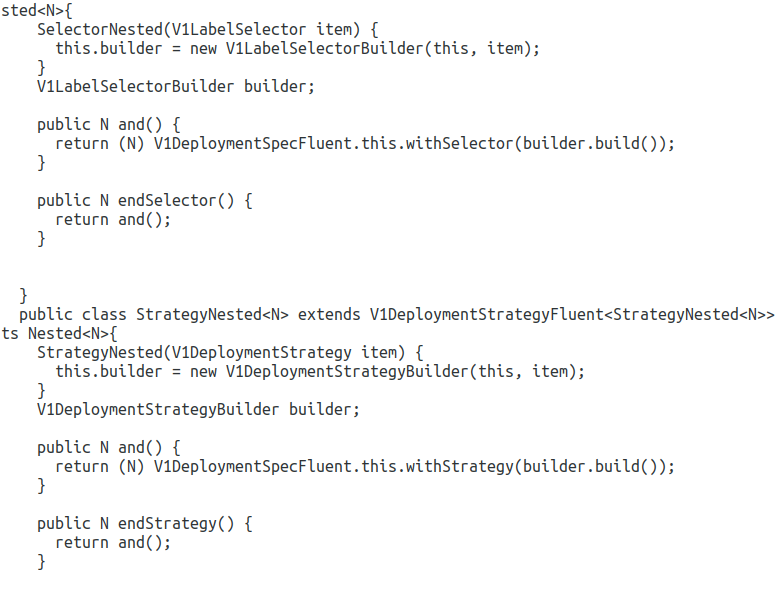 sted<N>{
    SelectorNested(V1LabelSelector item) {
      this.builder = new V1LabelSelectorBuilder(this, item);
    }
    V1LabelSelectorBuilder builder;

    public N and() {
      return (N) V1DeploymentSpecFluent.this.withSelector(builder.build());
    }

    public N endSelector() {
      return and();
    }


  }
  public class StrategyNested<N> extends V1DeploymentStrategyFluent<StrategyNested<N>>
ts Nested<N>{
    StrategyNested(V1DeploymentStrategy item) {
      this.builder = new V1DeploymentStrategyBuilder(this, item);
    }
    V1DeploymentStrategyBuilder builder;

    public N and() {
      return (N) V1DeploymentSpecFluent.this.withStrategy(builder.build());
    }

    public N endStrategy() {
      return and();
    }